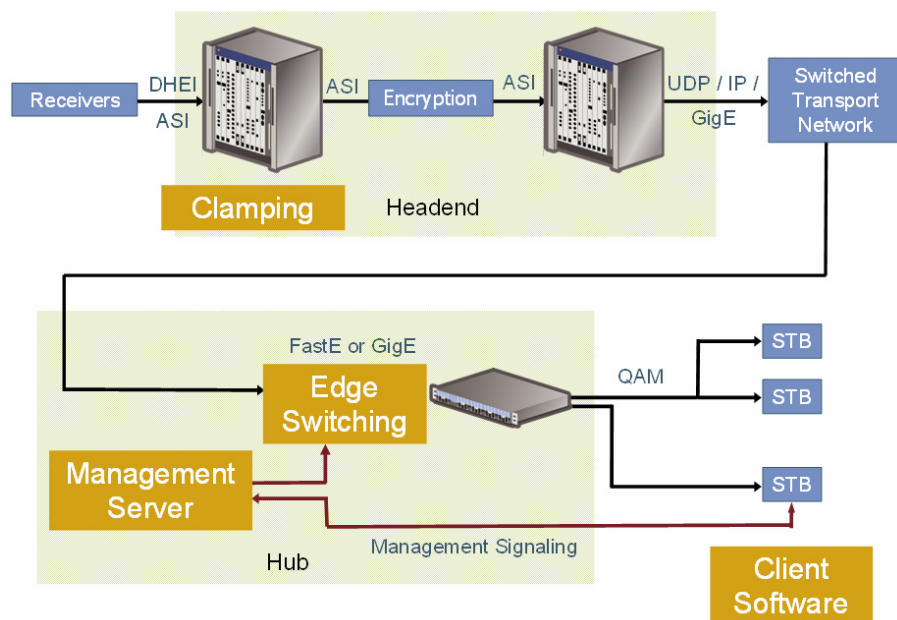 Receivers
DHEI
ASI
ASI
Encryption
ASI
UDP / IP /
GigE
Switched
Transport
Network
Clamping
Headend
FastE or GigE
Edge
Switching
QAM
STB
STB
STB
Management
Server
Management Signaling
Hub
Client
Software